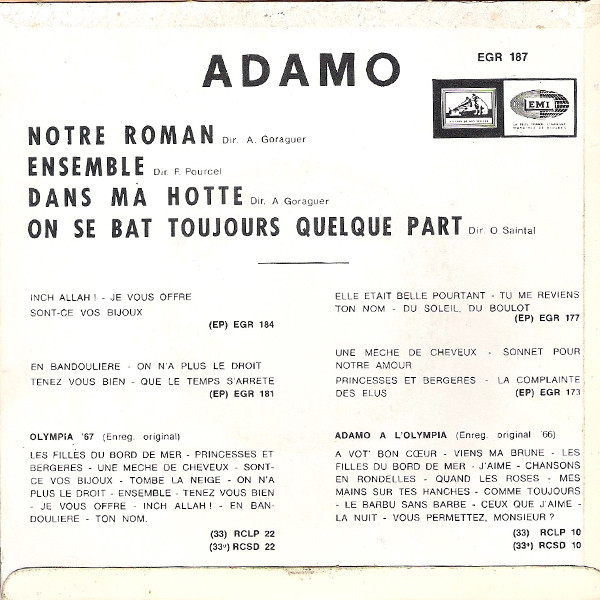 ADAMO
EGR 187
EMI
NOTRE ROMAN Dir. A. Goraguer
ENSEMBLE Dir. F. Pourcel
DANS MA HOTTE Dir. A. Goraguer
ON SE BAT TOUJOURS QUELQUE PART Dir. O. Saintal
INCH ALLAH ! - JE VOUS OFFRE
SONT-CE VOS BIJOUX
(EP) EGR 184
EN BANDOULIERE - ON N'A PLUS LE DROIT
TENEZ VOUS BIEN - QUE LE TEMPS S'ARRETE
(EP) EGR 181
OLYMPIA '67 (Enreg. original)
LES FILLES DU BORD DE MER - PRINCESSES ET
BERGERES - UNE MECHE DE CHEVEUX - SONT-
CE VOS BIJOUX - TOMBE LA NEIGE - ON N'A
PLUS LE DROIT - ENSEMBLE - TENEZ VOUS BIEN
- JE VOUS OFFRE - INCH ALLAH ! - EN BAN-
DOULIERE - TON NOM.
(33) RCLP 22
(33ˢ) RCSD 22
ELLE ETAIT BELLE POURTANT - TU ME REVIENS
TON NOM - DU SOLEIL, DU BOULOT
(EP) EGR 177
UNE MECHE DE CHEVEUX - SONNET POUR
NOTRE AMOUR
PRINCESSES ET BERGERES - LA COMPLAINTE
DES ELUS (EP) EGR 173
ADAMO A L'OLYMPIA (Enreg. original '66)
A VOT' BON CŒUR - VIENS MA BRUNE - LES
FILLES DU BORD DE MER - J'AIME - CHANSONS
EN RONDELLES - QUAND LES ROSES - MES
MAINS SUR TES HANCHES - COMME TOUJOURS
- LE BARBU SANS BARBE - CEUX QUE J'AIME -
LA NUIT - VOUS PERMETTEZ, MONSIEUR ?
(33) RCLP 10
(33ˢ) RCSD 10